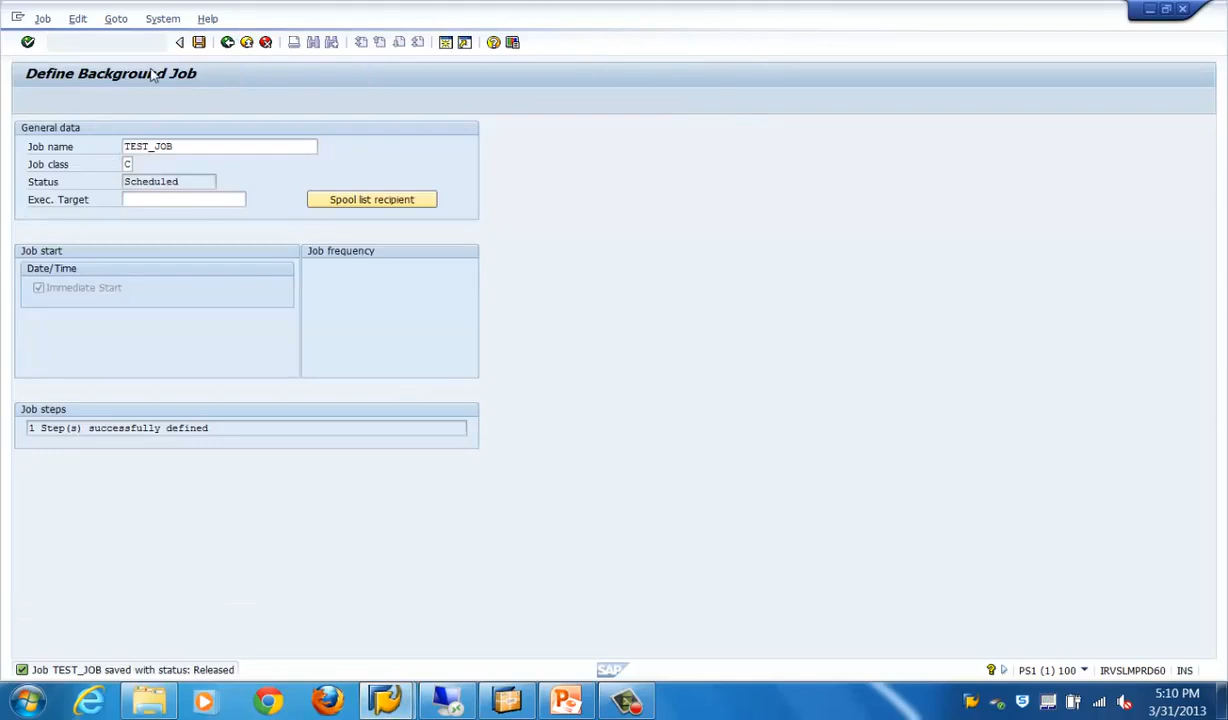 Job Edit Goto System Help
Define Background Job
General data
Job name TEST_JOB
Job class C
Status Scheduled
Exec. Target Spool list recipient
Job start Job frequency
Date/Time
Immediate Start
Job steps
1 Step(s) successfully defined
Job TEST_JOB saved with status: Released SAP PS1 (1) 100 IRVSLMPRD60 INS
5:10 PM
3/31/2013